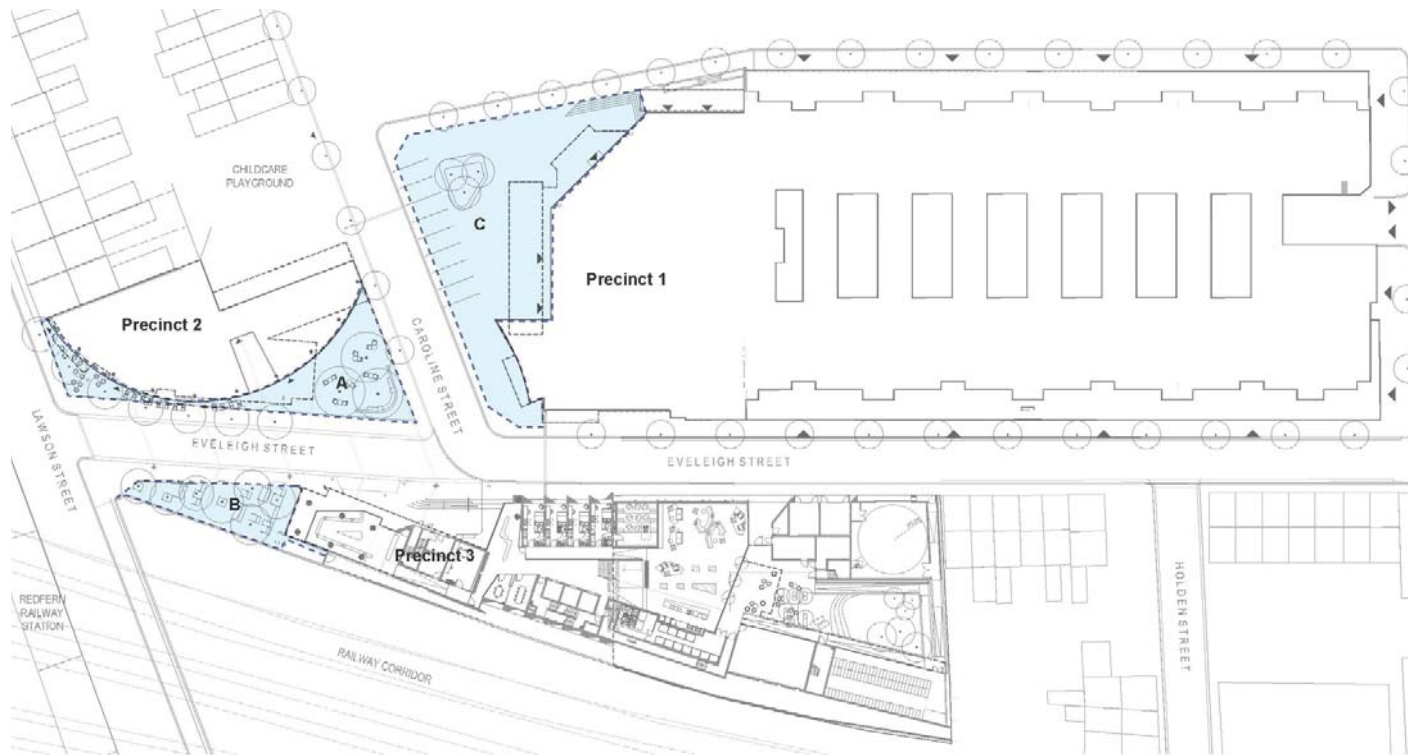 CHILDCARE
PLAYGROUND
C
Precinct 1
Precinct 2
A
CAROLINE STREET
LAWSON STREET
EVELEIGH STREET
EVELEIGH STREET
B
Precinct 3
REDFERN
RAILWAY
STATION
RAILWAY CORRIDOR
HOLDEN STREET